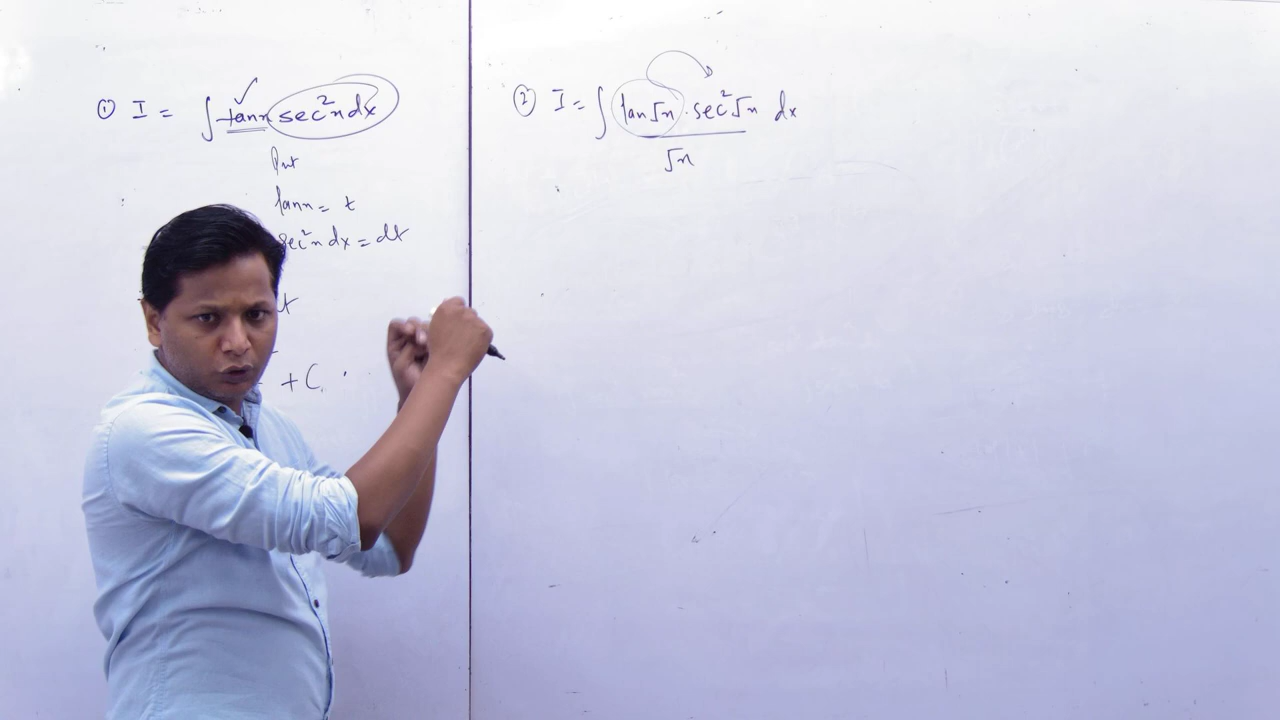 ① I = ∫ tanx sec²x dx
Put
tanx = t
sec²x dx = dt
t
+ C
② I = ∫ tan√x · sec²√x dx
√x